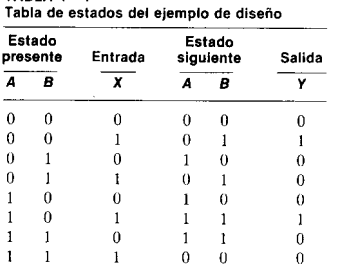 Tabla de estados del ejemplo de diseño
Estado presente Entrada Estado siguiente Salida
A B X A B Y
0 0 0 0 0 0
0 0 1 0 1 1
0 1 0 1 0 0
0 1 1 0 1 0
1 0 0 1 0 0
1 0 1 1 1 1
1 1 0 1 1 0
1 1 1 0 0 0